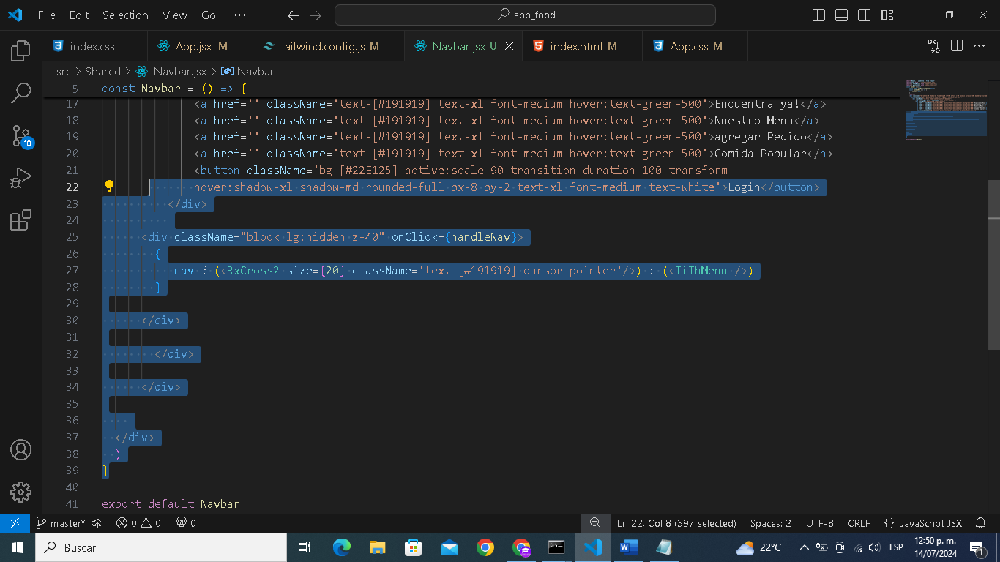 File Edit Selection View Go ··· app_food
index.css App.jsx M tailwind.config.js M Navbar.jsx U index.html M App.css M
src > Shared > Navbar.jsx > Navbar
5 const Navbar = () => {
17 <a href='' className='text-[#191919] text-xl font-medium hover:text-green-500'>Encuentra ya!</a>
18 <a href='' className='text-[#191919] text-xl font-medium hover:text-green-500'>Nuestro Menu</a>
19 <a href='' className='text-[#191919] text-xl font-medium hover:text-green-500'>agregar Pedido</a>
20 <a href='' className='text-[#191919] text-xl font-medium hover:text-green-500'>Comida Popular</a>
21 <button className='bg-[#22E125] active:scale-90 transition duration-100 transform
22 hover:shadow-xl shadow-md rounded-full px-8 py-2 text-xl font-medium text-white'>Login</button>
23 </div>
24
25 <div className="block lg:hidden z-40" onClick={handleNav}>
26 {
27 nav ? (<RxCross2 size={20} className='text-[#191919] cursor-pointer'/>) : (<TiThMenu />)
28 }
29
30 </div>
31
32 </div>
33
34 </div>
35
36
37 </div>
38 )
39 }
40
41 export default Navbar
10
master* 0 0 0 Ln 22, Col 8 (397 selected) Spaces: 2 UTF-8 CRLF {} JavaScript JSX
Buscar 22°C ESP 12:50 p. m.
14/07/2024 1